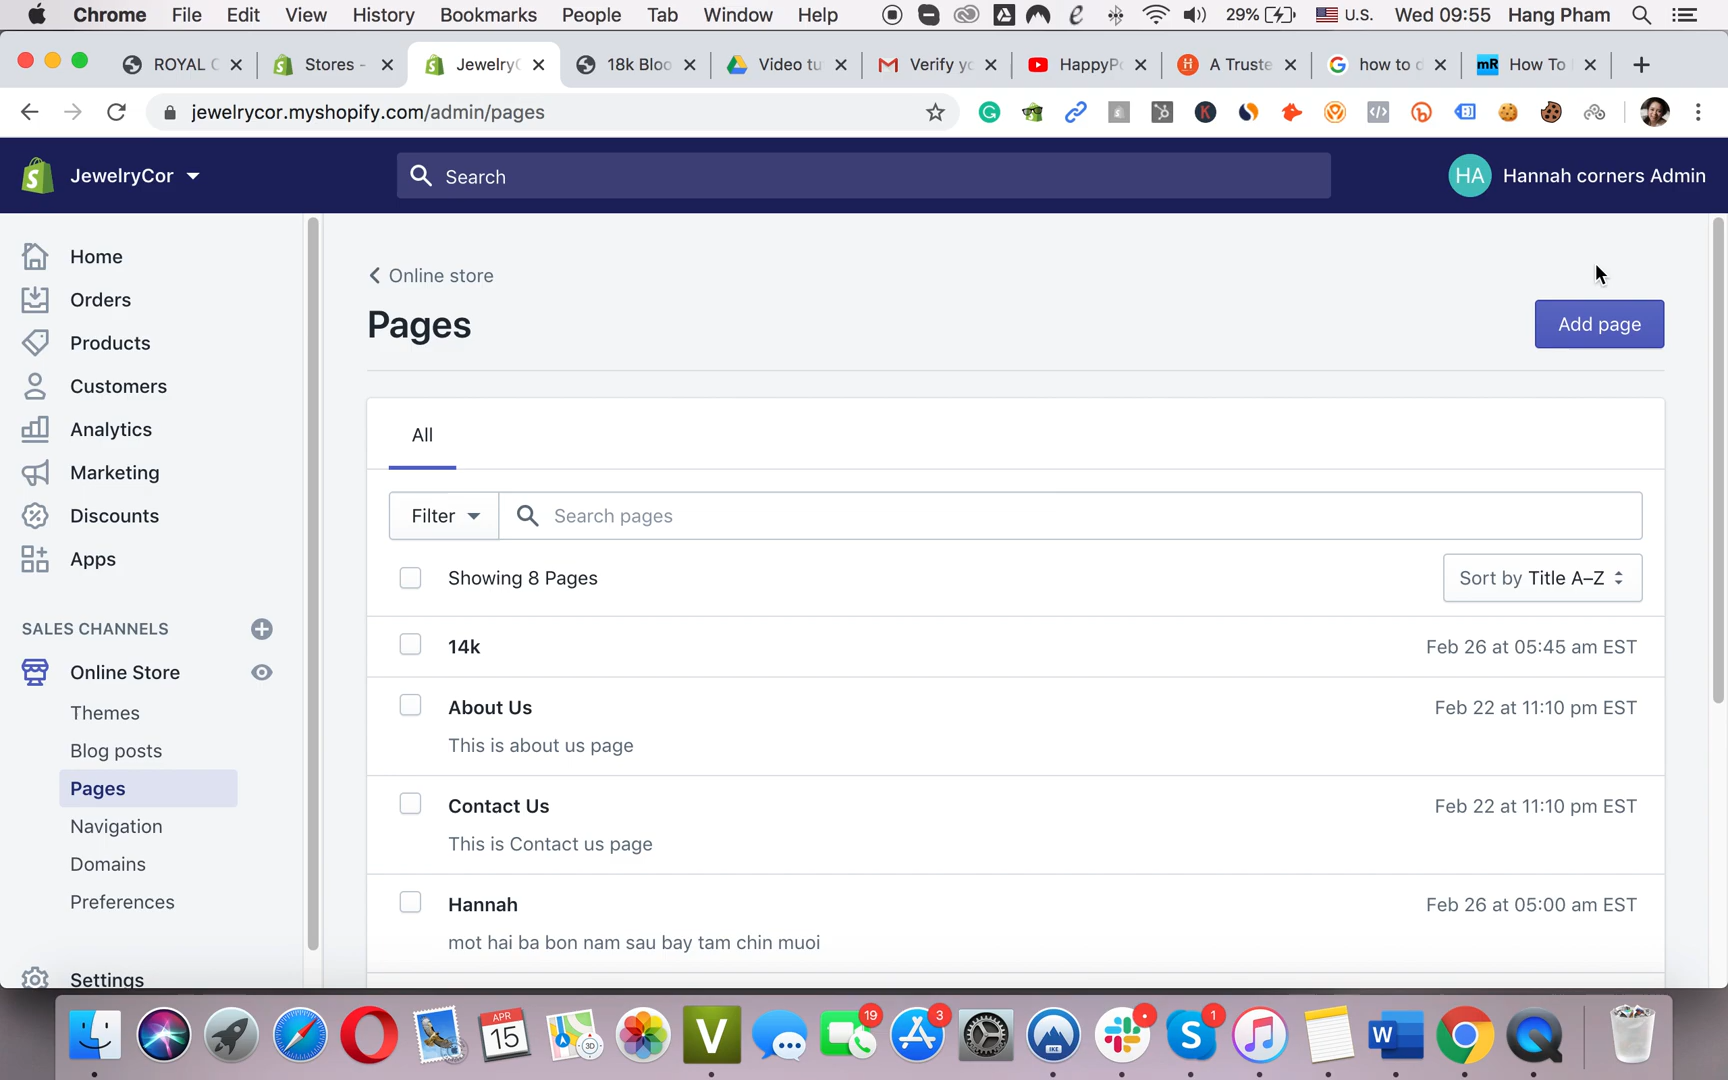 Chrome File Edit View History Bookmarks People Tab Window Help 29% U.S. Wed 09:55 Hang Pham
ROYAL Stores - Jewelry 18k Bloo Video tu Verify yo HappyP A Truste how to How To
jewelrycor.myshopify.com/admin/pages
JewelryCor Search HA Hannah corners Admin
Home
Orders
Products
Customers
Analytics
Marketing
Discounts
Apps
SALES CHANNELS
Online Store
Themes
Blog posts
Pages
Navigation
Domains
Preferences
Settings
Online store
Pages
Add page
All
Filter Search pages
Showing 8 Pages Sort by Title A–Z
14k Feb 26 at 05:45 am EST
About Us Feb 22 at 11:10 pm EST
This is about us page
Contact Us Feb 22 at 11:10 pm EST
This is Contact us page
Hannah Feb 26 at 05:00 am EST
mot hai ba bon nam sau bay tam chin muoi
APR 15 3D V 19 3 IKE S 1 W